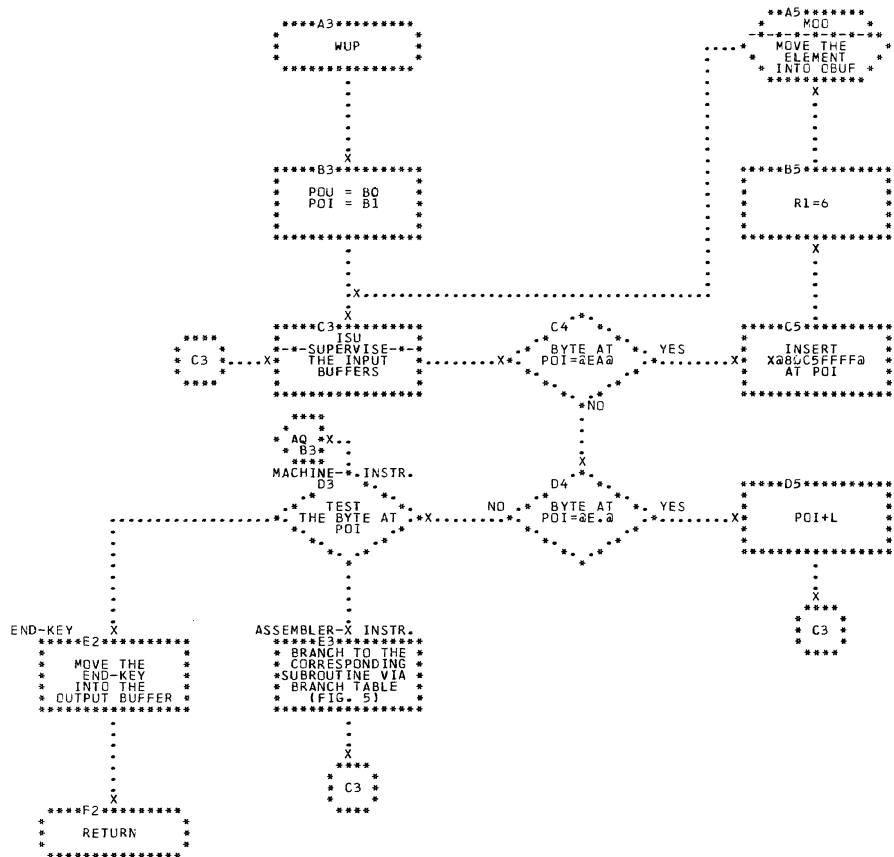 A3
WUP
A5
MOO
MOVE THE
ELEMENT
INTO OBUF
B3
POU = B0
POI = B1
B5
R1=6
C3
C3
ISU
SUPERVISE
THE INPUT
BUFFERS
C4
BYTE AT
POI=@EA@
YES
NO
C5
INSERT
AT POI
AQ
B3
MACHINE- INSTR.
D3
TEST
THE BYTE AT
POI
NO
D4
BYTE AT
POI=@E.@
YES
D5
POI+L
C3
END-KEY
E2
MOVE THE
END-KEY
INTO THE
OUTPUT BUFFER
ASSEMBLER-X INSTR.
E3
BRANCH TO THE
CORRESPONDING
SUBROUTINE VIA
BRANCH TABLE
(FIG. 5)
C3
F2
RETURN